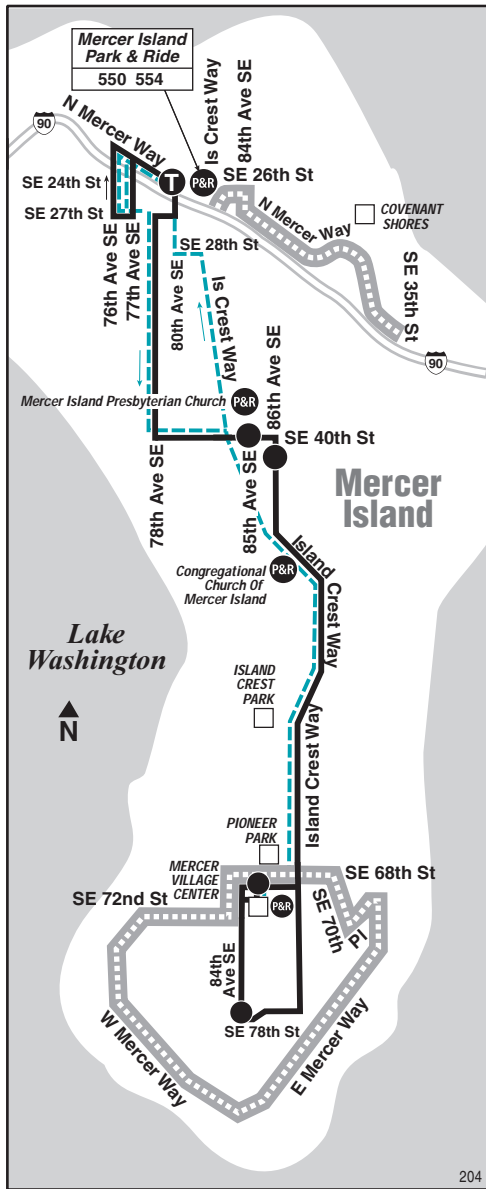 Mercer Island
Park & Ride
550 554
Is Crest Way
84th Ave SE
N Mercer Way
90
SE 24th St
T
P&R
SE 26th St
SE 27th St
N Mercer Way
COVENANT
SHORES
SE 28th St
76th Ave SE
77th Ave SE
80th Ave SE
Is Crest Way
SE 35th St
90
86th Ave SE
Mercer Island Presbyterian Church
P&R
SE 40th St
78th Ave SE
85th Ave SE
Mercer
Island
Island
Crest Way
Congregational
Church Of
Mercer Island
P&R
Lake
Washington
N
ISLAND
CREST
PARK
Island Crest Way
PIONEER
PARK
MERCER
VILLAGE
CENTER
SE 68th St
SE 72nd St
P&R
SE 70th
Pl
84th
Ave SE
SE 78th St
W Mercer Way
E Mercer Way
204